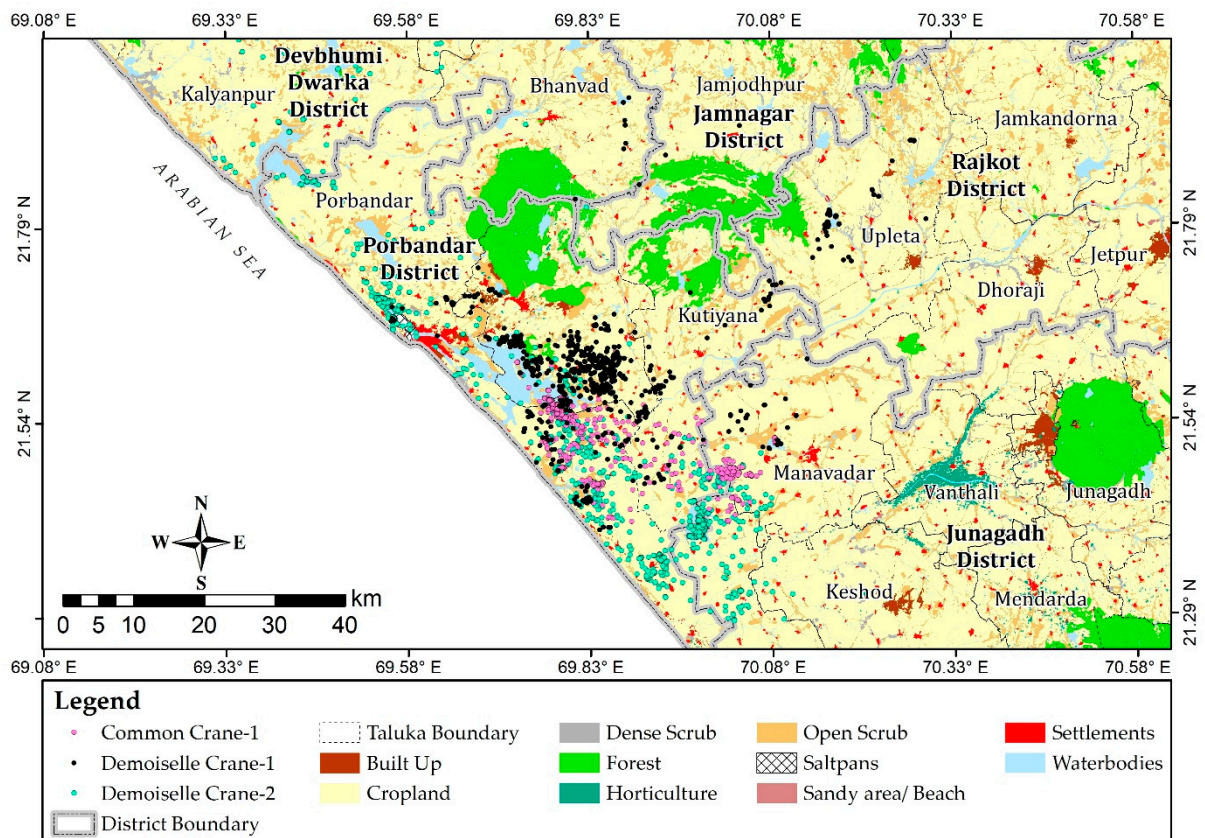 69.08° E 69.33° E 69.58° E 69.83° E 70.08° E 70.33° E 70.58° E
Devbhumi
Dwarka
District
Kalyanpur
Bhanvad
Jamjodhpur
Jamnagar
District
Jamkandorna
Rajkot
District
ARABIAN SEA
Porbandar
Porbandar
District
21.79° N
21.79° N
Upleta
Jetpur
Dhoraji
Kutiyana
21.54° N
21.54° N
Manavadar
Vanthali
Junagadh
Junagadh
District
N
W E
S
Keshod
Mendarda
21.29° N
km
0 5 10 20 30 40
69.08° E 69.33° E 69.58° E 69.83° E 70.08° E 70.33° E 70.58° E
Legend
Common Crane-1 Taluka Boundary Dense Scrub Open Scrub Settlements
Demoiselle Crane-1 Built Up Forest Saltpans Waterbodies
Demoiselle Crane-2 Cropland Horticulture Sandy area/ Beach
District Boundary